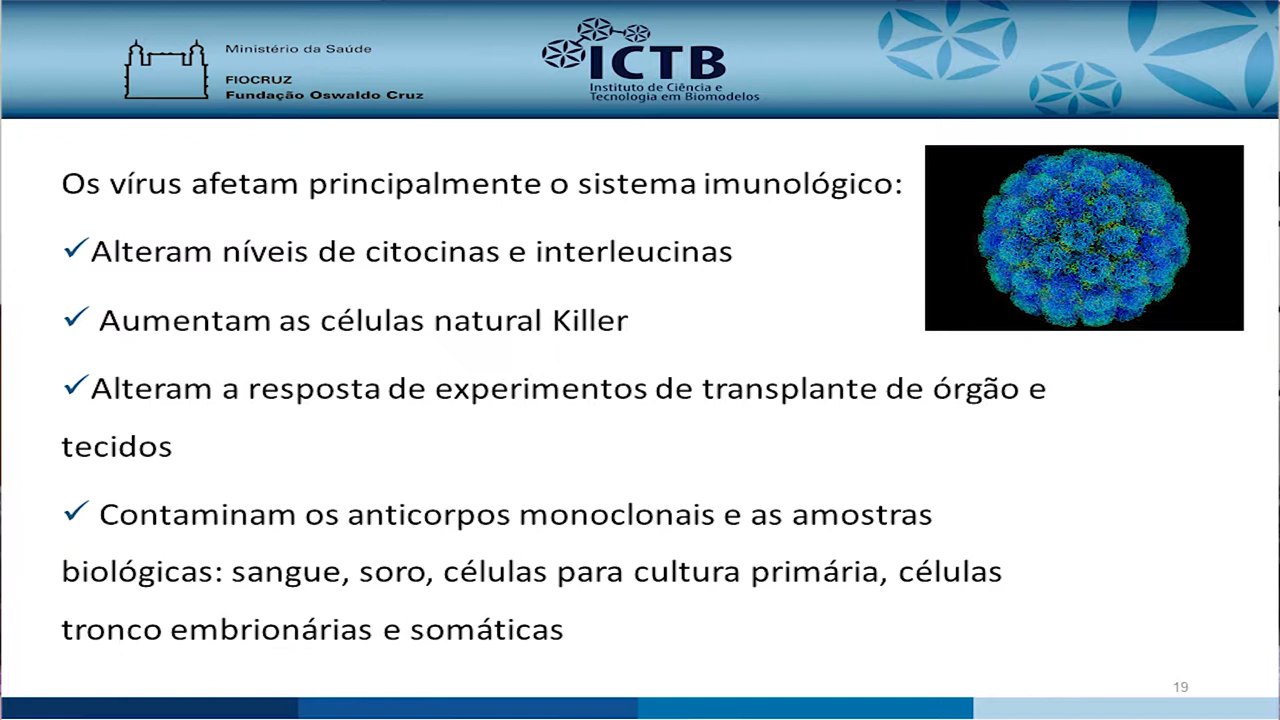 Ministério da Saúde
FIOCRUZ
Fundação Oswaldo Cruz
ICTB
Instituto de Ciência e
Tecnologia em Biomodelos
Os vírus afetam principalmente o sistema imunológico:
✓Alteram níveis de citocinas e interleucinas
✓ Aumentam as células natural Killer
✓Alteram a resposta de experimentos de transplante de órgão e
tecidos
✓ Contaminam os anticorpos monoclonais e as amostras
biológicas: sangue, soro, células para cultura primária, células
tronco embrionárias e somáticas
19